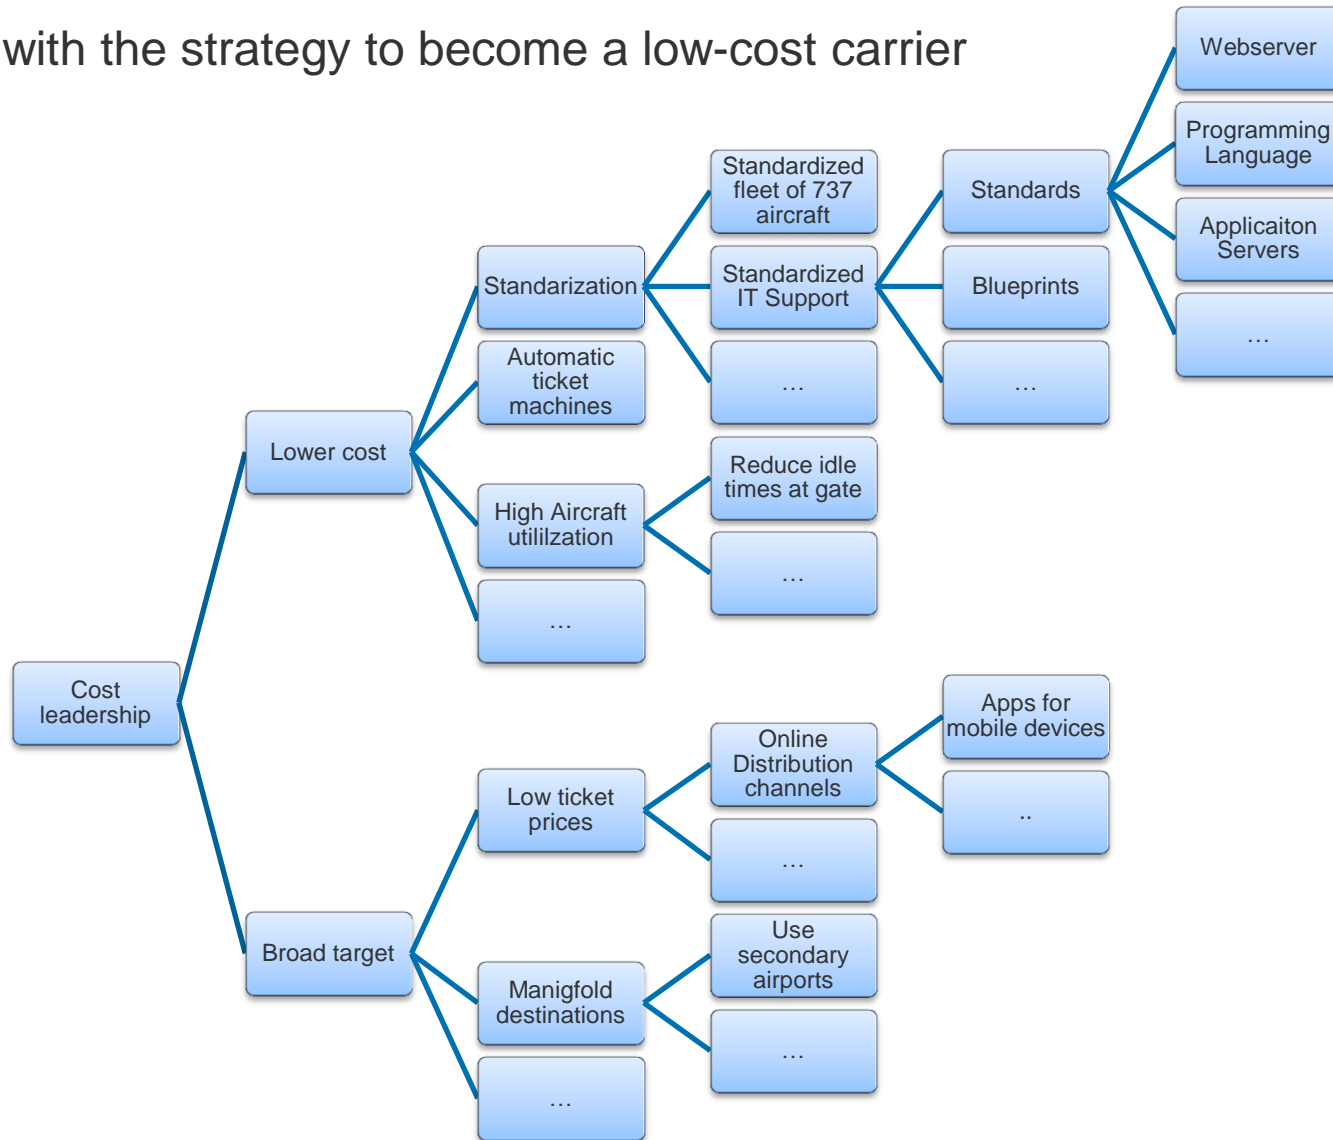 with the strategy to become a low-cost carrier
Webserver
Programming
Language
Standardized
fleet of 737
aircraft
Standards
Applicaiton
Servers
Standarization
Standardized
IT Support
Blueprints
…
Automatic
ticket
machines
…
…
Lower cost
Reduce idle
times at gate
High Aircraft
utililzation
…
…
Cost
leadership
Apps for
mobile devices
Online
Distribution
channels
Low ticket
prices
..
…
Broad target
Use
secondary
airports
Manigfold
destinations
…
…